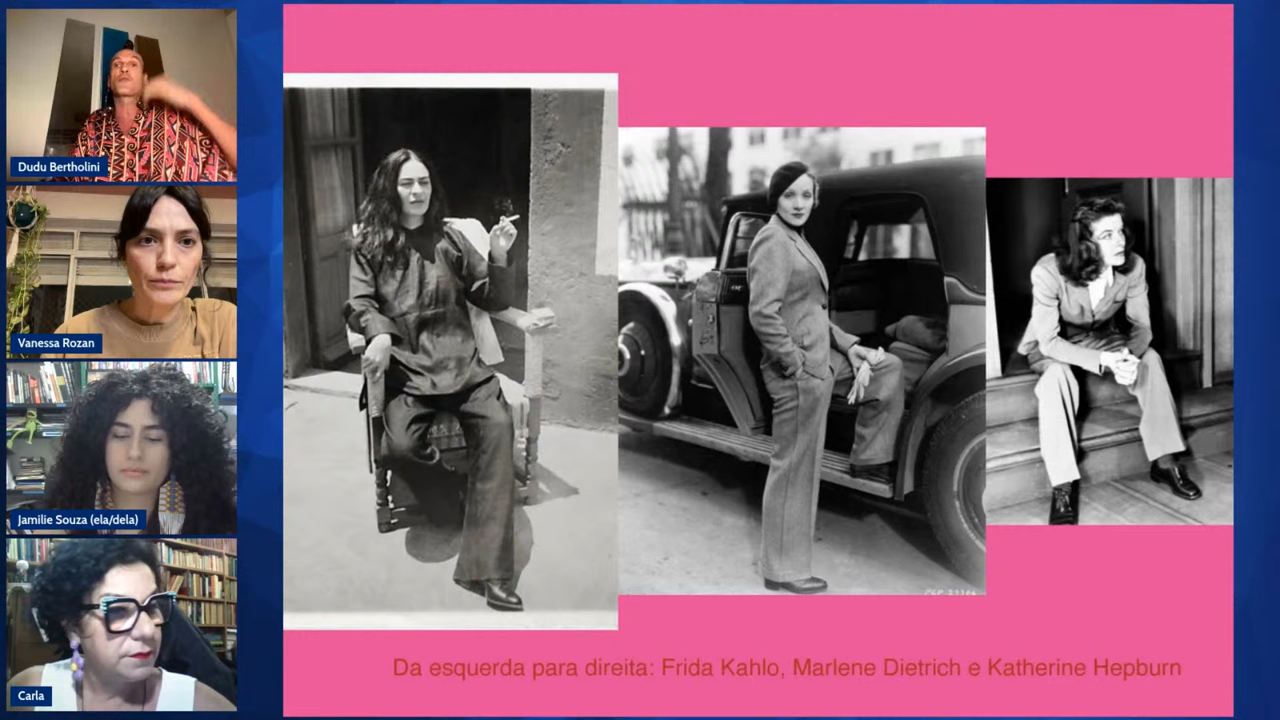 Dudu Bertholini
Vanessa Rozan
Jamilie Souza (ela/dela)
Carla
Da esquerda para direita: Frida Kahlo, Marlene Dietrich e Katherine Hepburn